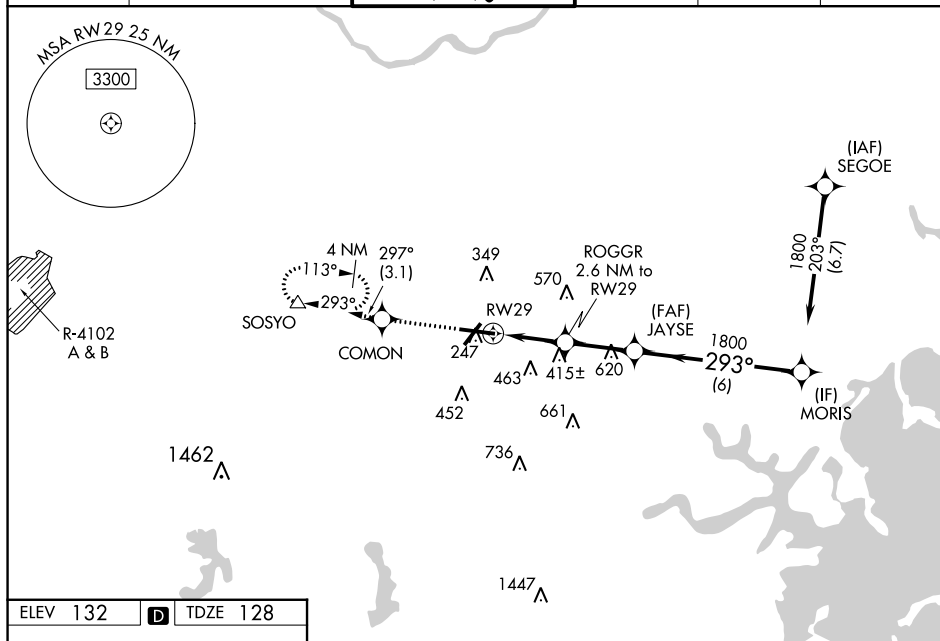 MSA RW29 25 NM
3300
(IAF)
SEGOE
1800
203°
(6.7)
4 NM
297°
(3.1)
113°
293°
SOSYO
COMON
R-4102
A & B
349
570
ROGGR
2.6 NM to
RW29
RW29
(FAF)
JAYSE
1800
293°
(6)
(IF)
MORIS
247
463
415±
620
452
661
736
1462
1447
ELEV 132 D TDZE 128